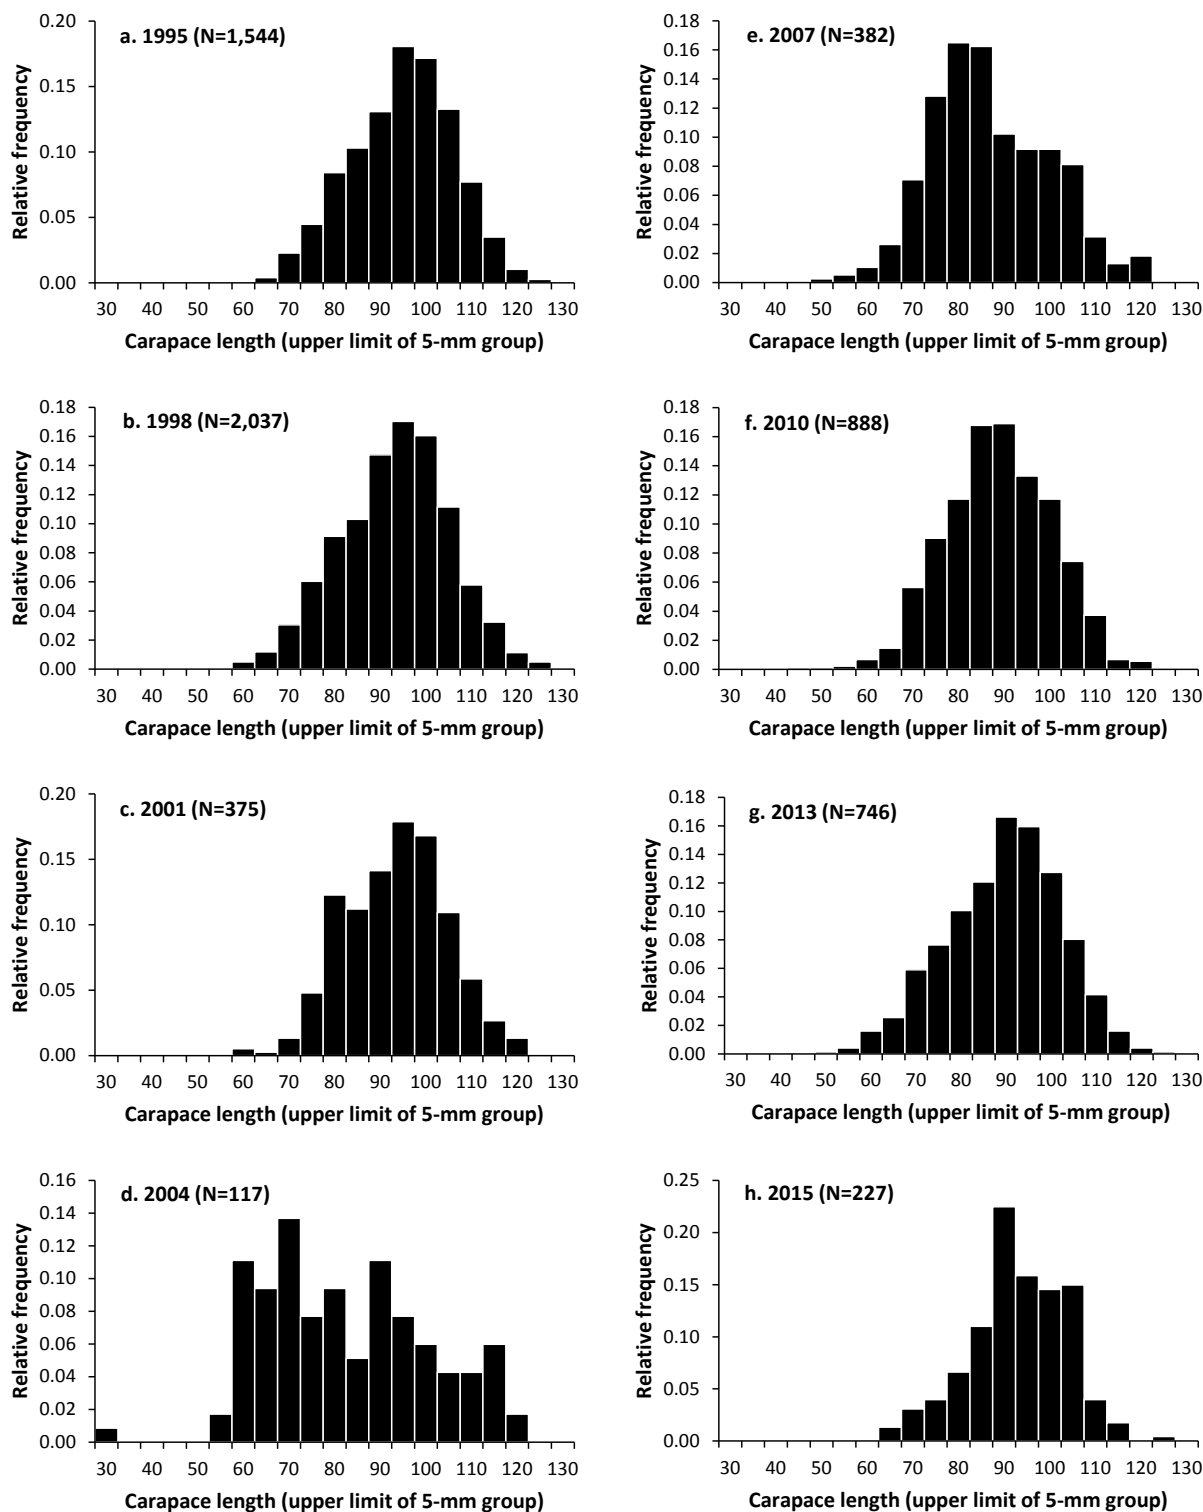 a. 1995 (N=1,544)
Relative frequency
0.20
0.15
0.10
0.05
0.00
30 40 50 60 70 80 90 100 110 120 130
Carapace length (upper limit of 5-mm group)
b. 1998 (N=2,037)
Relative frequency
0.18
0.16
0.14
0.12
0.10
0.08
0.06
0.04
0.02
0.00
30 40 50 60 70 80 90 100 110 120 130
Carapace length (upper limit of 5-mm group)
c. 2001 (N=375)
Relative frequency
0.20
0.15
0.10
0.05
0.00
30 40 50 60 70 80 90 100 110 120 130
Carapace length (upper limit of 5-mm group)
d. 2004 (N=117)
Relative frequency
0.16
0.14
0.12
0.10
0.08
0.06
0.04
0.02
0.00
30 40 50 60 70 80 90 100 110 120 130
Carapace length (upper limit of 5-mm group)
e. 2007 (N=382)
Relative frequency
0.18
0.16
0.14
0.12
0.10
0.08
0.06
0.04
0.02
0.00
30 40 50 60 70 80 90 100 110 120 130
Carapace length (upper limit of 5-mm group)
f. 2010 (N=888)
Relative frequency
0.18
0.16
0.14
0.12
0.10
0.08
0.06
0.04
0.02
0.00
30 40 50 60 70 80 90 100 110 120 130
Carapace length (upper limit of 5-mm group)
g. 2013 (N=746)
Relative frequency
0.18
0.16
0.14
0.12
0.10
0.08
0.06
0.04
0.02
0.00
30 40 50 60 70 80 90 100 110 120 130
Carapace length (upper limit of 5-mm group)
h. 2015 (N=227)
Relative frequency
0.25
0.20
0.15
0.10
0.05
0.00
30 40 50 60 70 80 90 100 110 120 130
Carapace length (upper limit of 5-mm group)